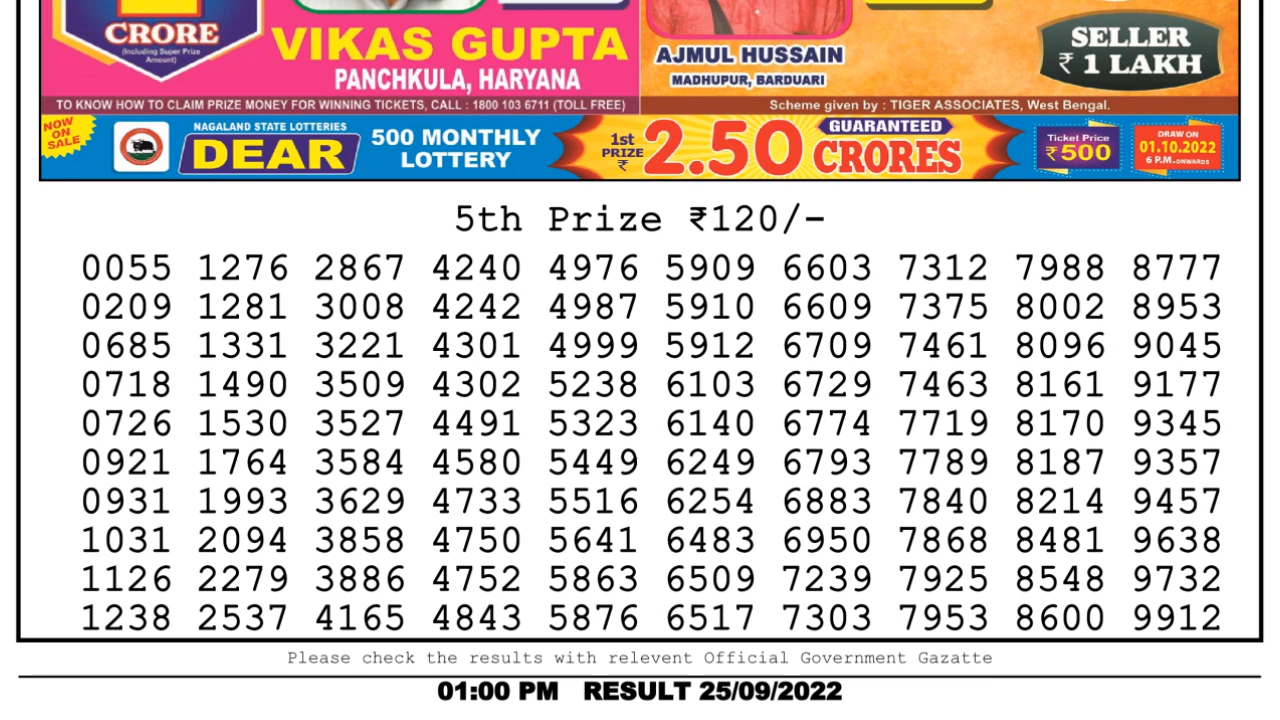 CRORE
(Including Super Prize
Amount)
VIKAS GUPTA
PANCHKULA, HARYANA
AJMUL HUSSAIN
MADHUPUR, BARDUARI
SELLER
₹ 1 LAKH
TO KNOW HOW TO CLAIM PRIZE MONEY FOR WINNING TICKETS, CALL : 1800 103 6711 (TOLL FREE)
Scheme given by : TIGER ASSOCIATES, West Bengal.
NOW
ON
SALE
NAGALAND STATE LOTTERIES
DEAR
500 MONTHLY
LOTTERY
1st
PRIZE
₹
2.50
GUARANTEED
CRORES
Ticket Price
₹500
DRAW ON
01.10.2022
6 P.M.ONWARDS
5th Prize ₹120/-
0055 1276 2867 4240 4976 5909 6603 7312 7988 8777
0209 1281 3008 4242 4987 5910 6609 7375 8002 8953
0685 1331 3221 4301 4999 5912 6709 7461 8096 9045
0718 1490 3509 4302 5238 6103 6729 7463 8161 9177
0726 1530 3527 4491 5323 6140 6774 7719 8170 9345
0921 1764 3584 4580 5449 6249 6793 7789 8187 9357
0931 1993 3629 4733 5516 6254 6883 7840 8214 9457
1031 2094 3858 4750 5641 6483 6950 7868 8481 9638
1126 2279 3886 4752 5863 6509 7239 7925 8548 9732
1238 2537 4165 4843 5876 6517 7303 7953 8600 9912
Please check the results with relevent Official Government Gazatte
01:00 PM RESULT 25/09/2022